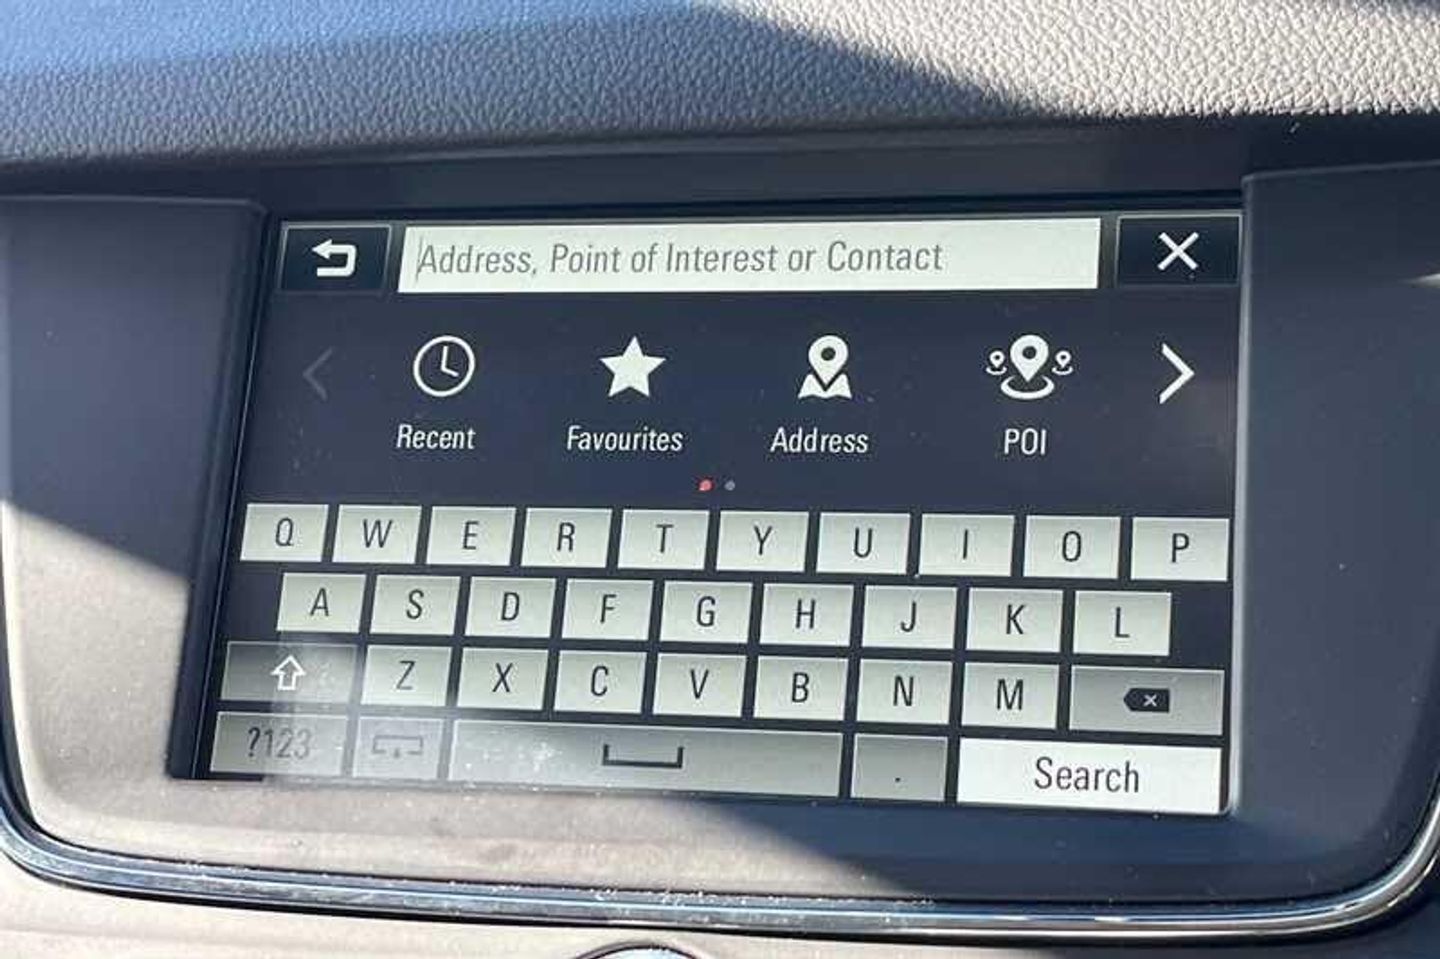 Address, Point of Interest or Contact
Recent Favourites Address POI
Q W E R T Y U I O P
A S D F G H J K L
Z X C V B N M
?123 . Search